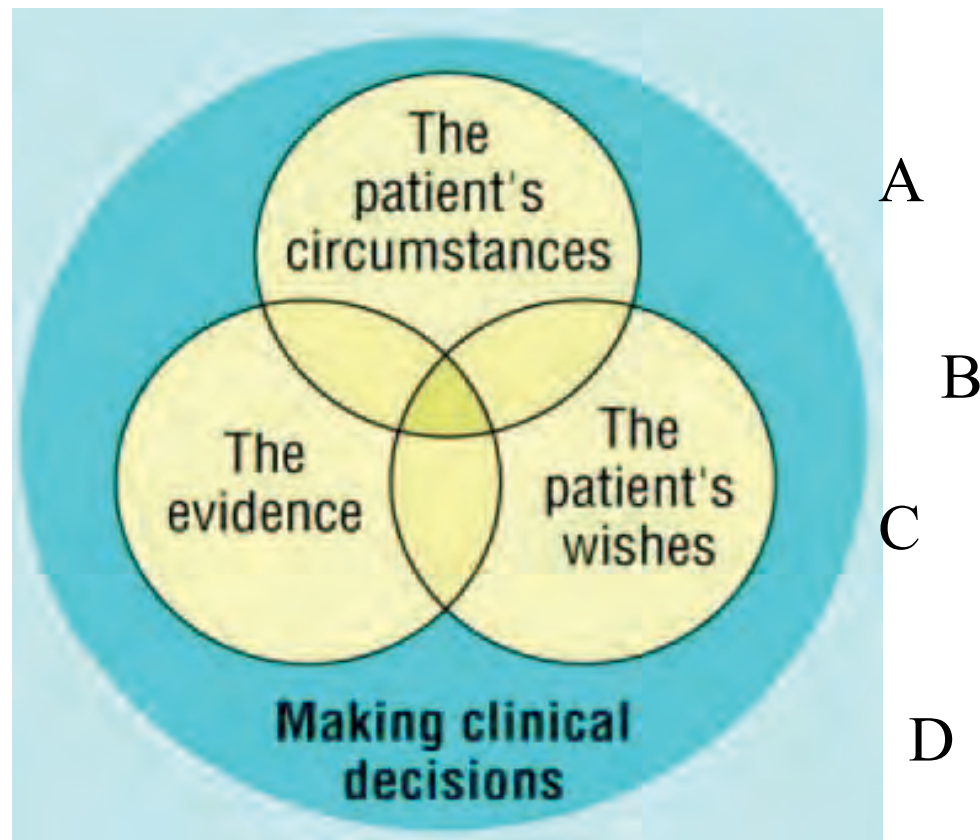 The
patient's
circumstances
A
B
The
evidence
The
patient's
wishes
C
Making clinical
decisions
D